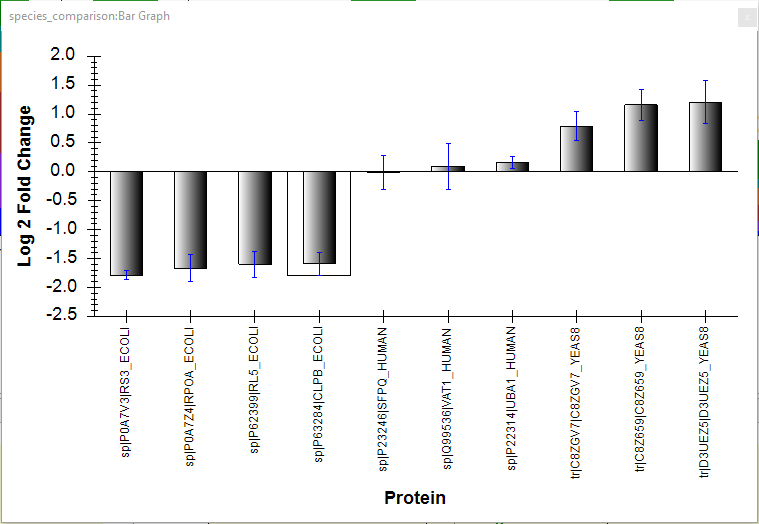 species_comparison:Bar Graph
x
2.0
1.5
1.0
0.5
0.0
-0.5
-1.0
-1.5
-2.0
-2.5
Log 2 Fold Change
sp|P0A7V3|RS3_ECOLI
sp|P0A7Z4|RPOA_ECOLI
sp|P62399|RL5_ECOLI
sp|P63284|CLPB_ECOLI
sp|P23246|SFPQ_HUMAN
sp|Q99536|VAT1_HUMAN
sp|P22314|UBA1_HUMAN
tr|C8ZGV7|C8ZGV7_YEAS8
tr|C8Z659|C8Z659_YEAS8
tr|D3UEZ5|D3UEZ5_YEAS8
Protein